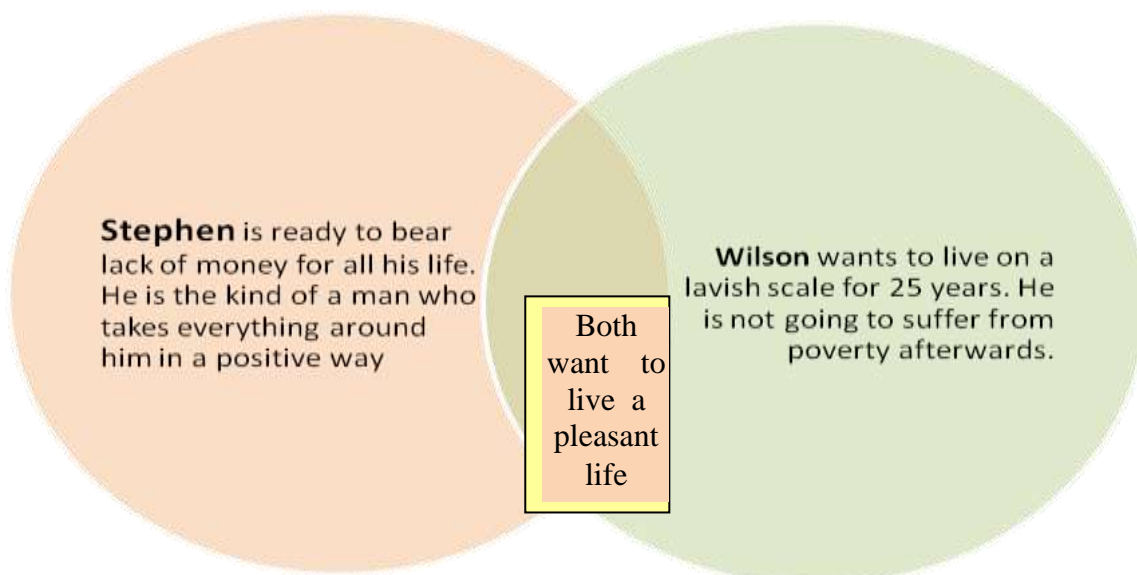 Stephen is ready to bear
lack of money for all his life.
He is the kind of a man who
takes everything around
him in a positive way
Both
want to
live a
pleasant
life
Wilson wants to live on a
lavish scale for 25 years. He
is not going to suffer from
poverty afterwards.